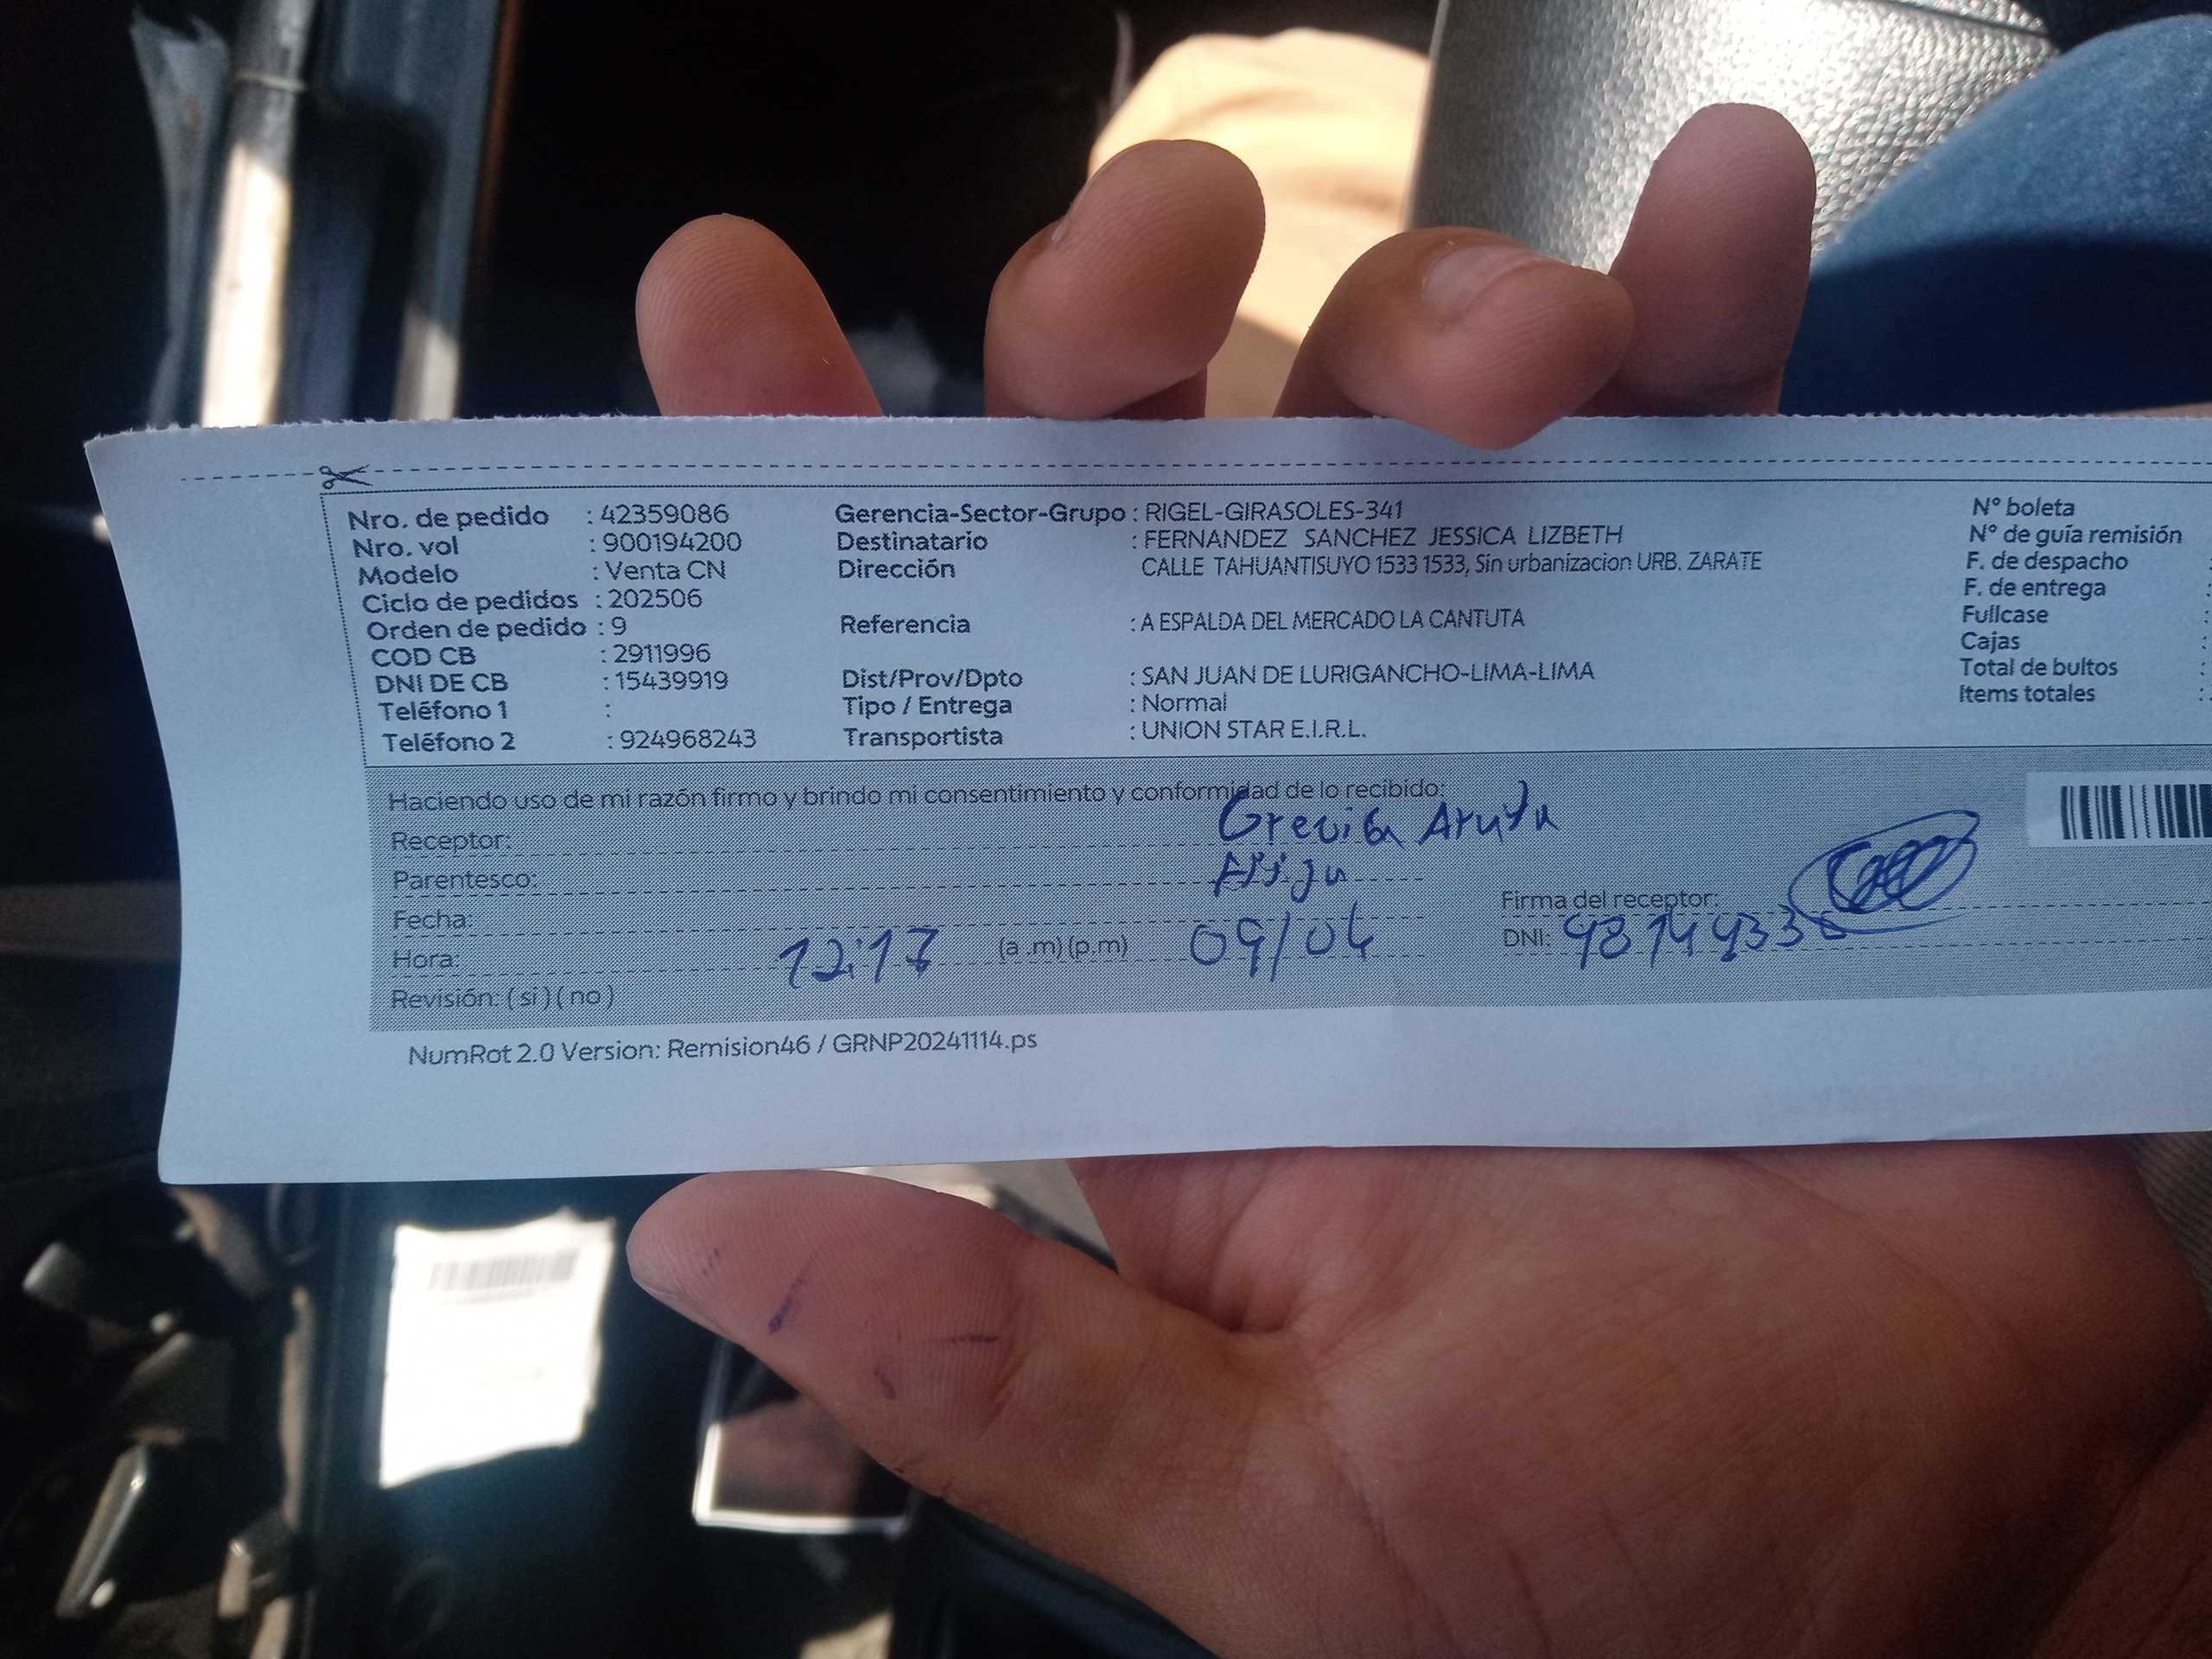 Nro. de pedido : 42359086
Nro. vol : 900194200
Modelo : Venta CN
Ciclo de pedidos : 202506
Orden de pedido : 9
COD CB : 2911996
DNI DE CB : 15439919
Teléfono 1 :
Teléfono 2 : 924968243
Gerencia-Sector-Grupo : RIGEL-GIRASOLES-341
Destinatario : FERNANDEZ SANCHEZ JESSICA LIZBETH
Dirección CALLE TAHUANTISUYO 1533 1533, Sin urbanizacion URB. ZARATE
Referencia : A ESPALDA DEL MERCADO LA CANTUTA
Dist/Prov/Dpto : SAN JUAN DE LURIGANCHO-LIMA-LIMA
Tipo / Entrega : Normal
Transportista : UNION STAR E.I.R.L.
N° boleta
N° de guía remisión
F. de despacho :
F. de entrega :
Fullcase :
Cajas :
Total de bultos :
Items totales :
Haciendo uso de mi razón firmo y brindo mi consentimiento y conformidad de lo recibido:
Receptor:
Parentesco:
Fecha:
Hora: 12:17 (a .m) (p.m) 09/04
Revisión: ( si ) ( no )
Firma del receptor:
DNI:
NumRot 2.0 Version: Remision46 / GRNP20241114.ps